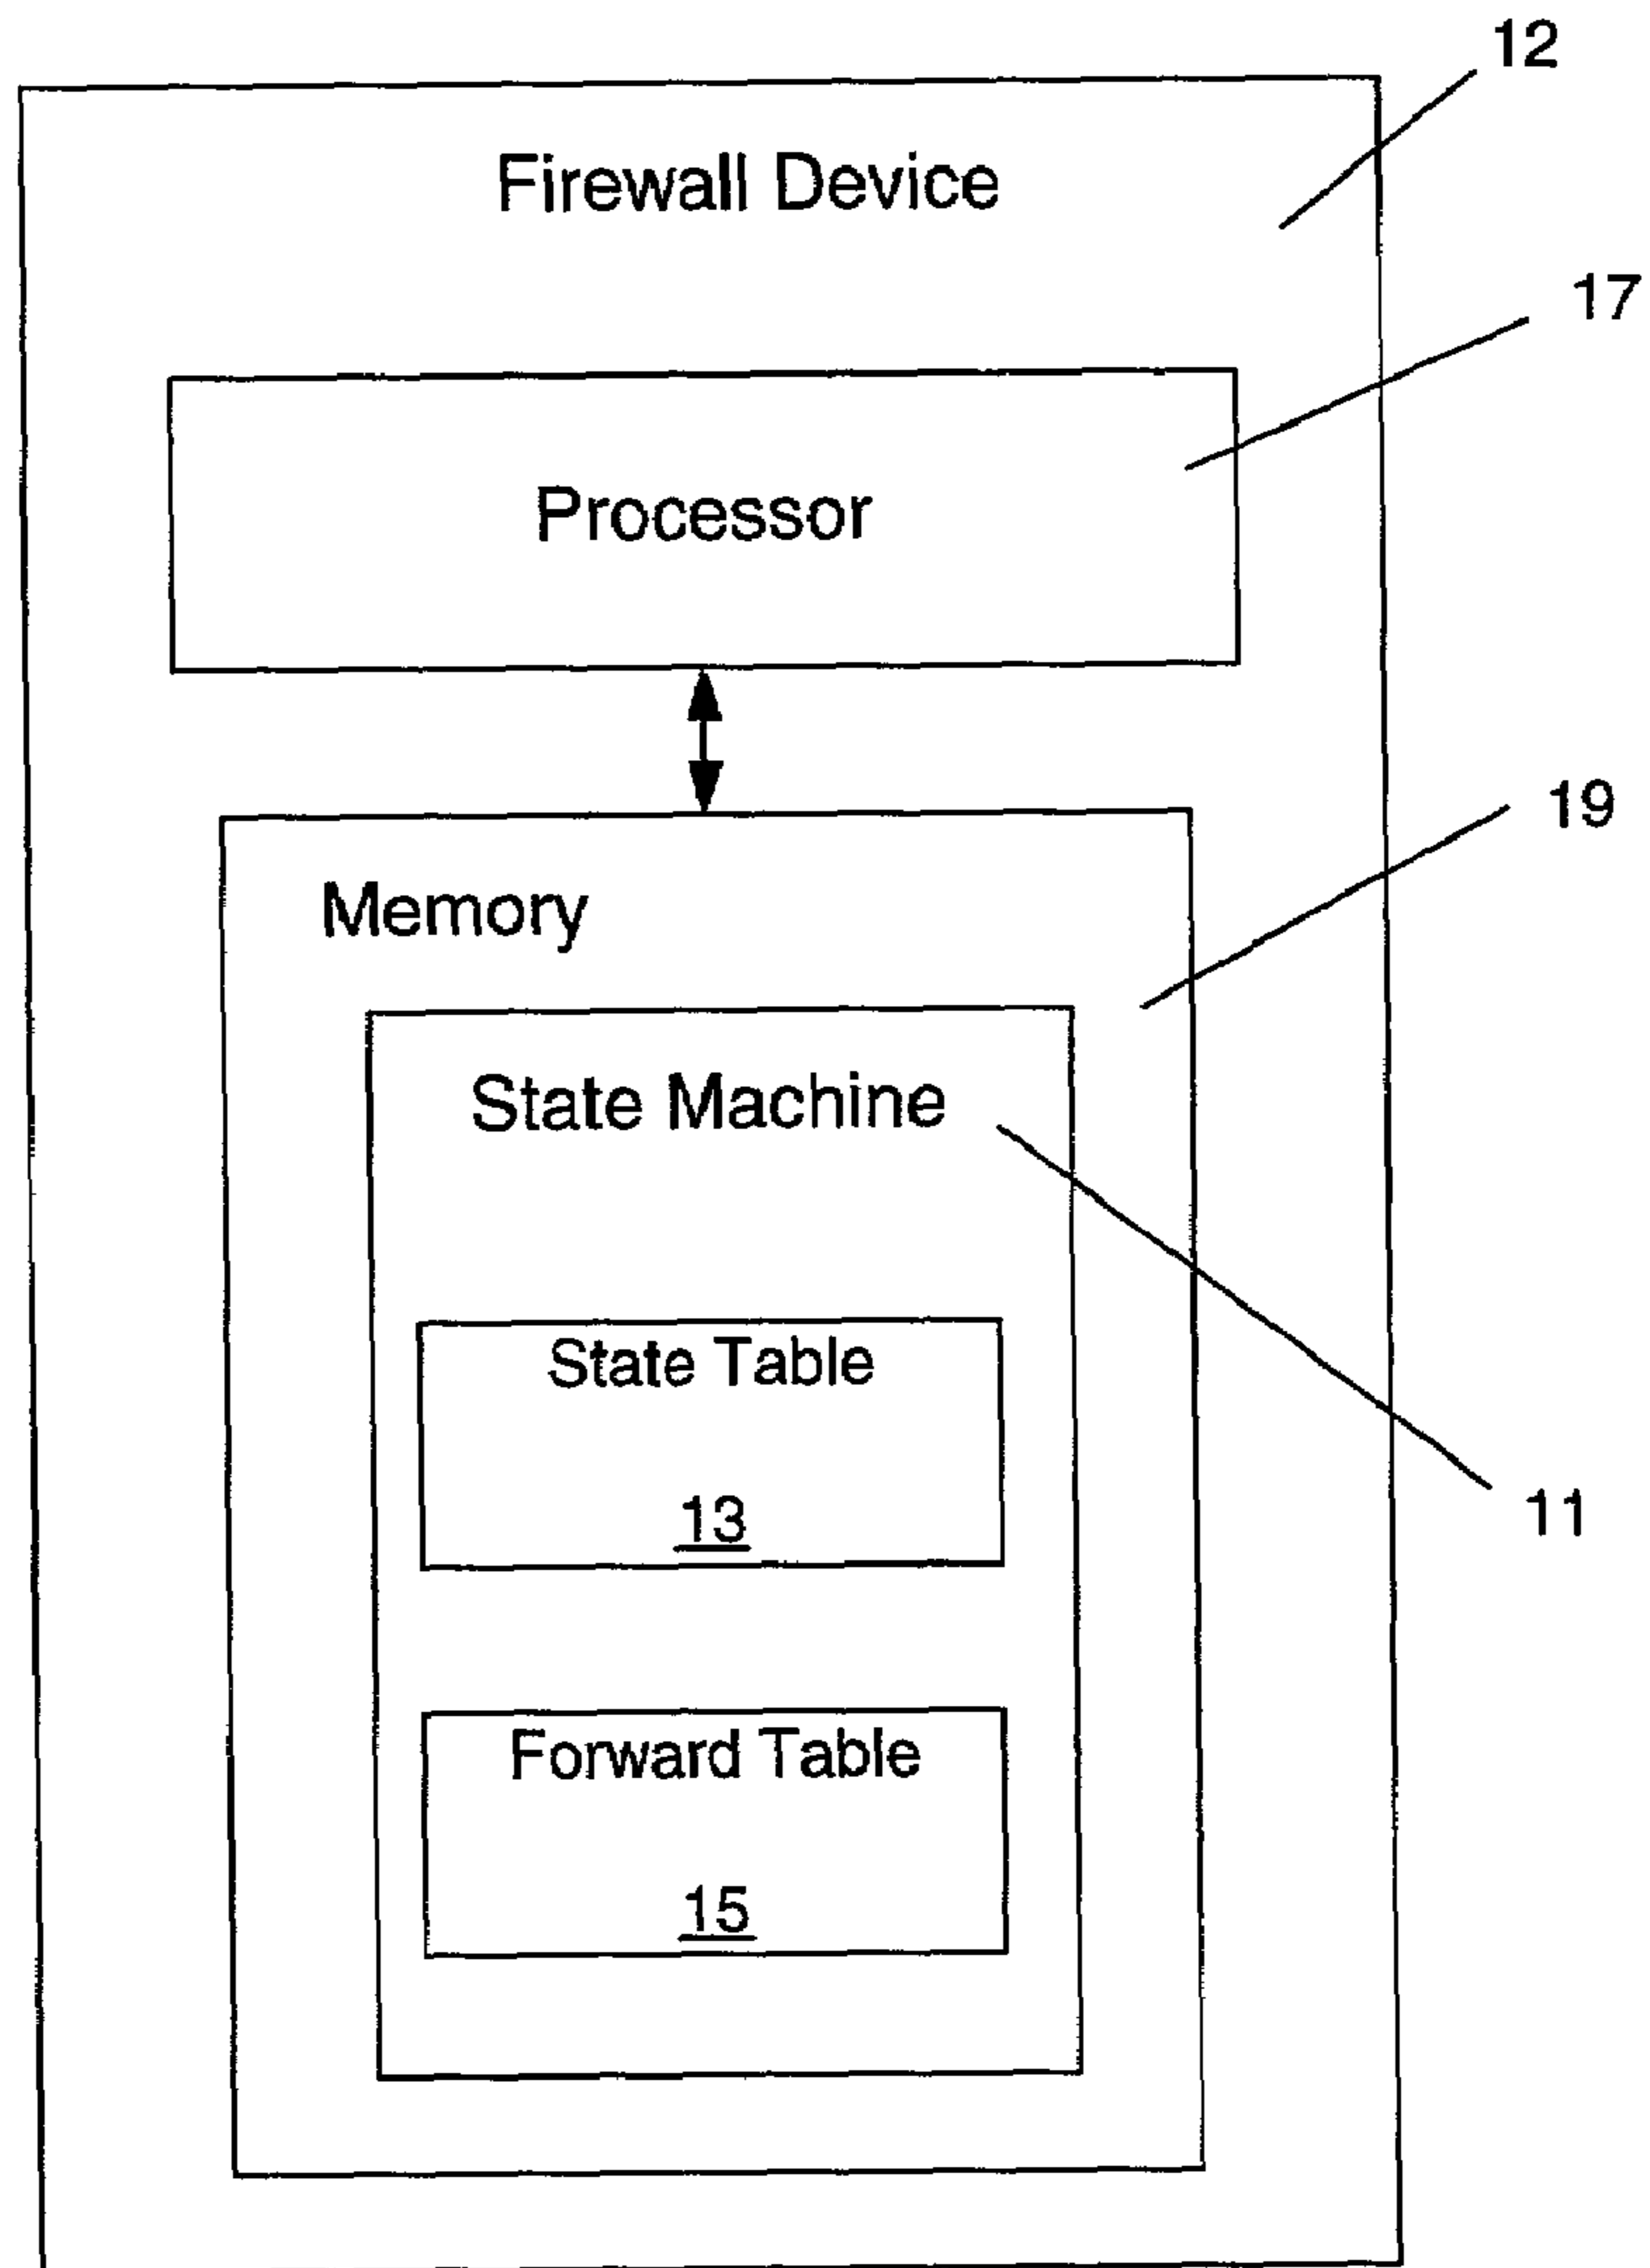 12
Firewall Device
17
Processor
19
Memory
State Machine
State Table
11
13
Forward Table
15